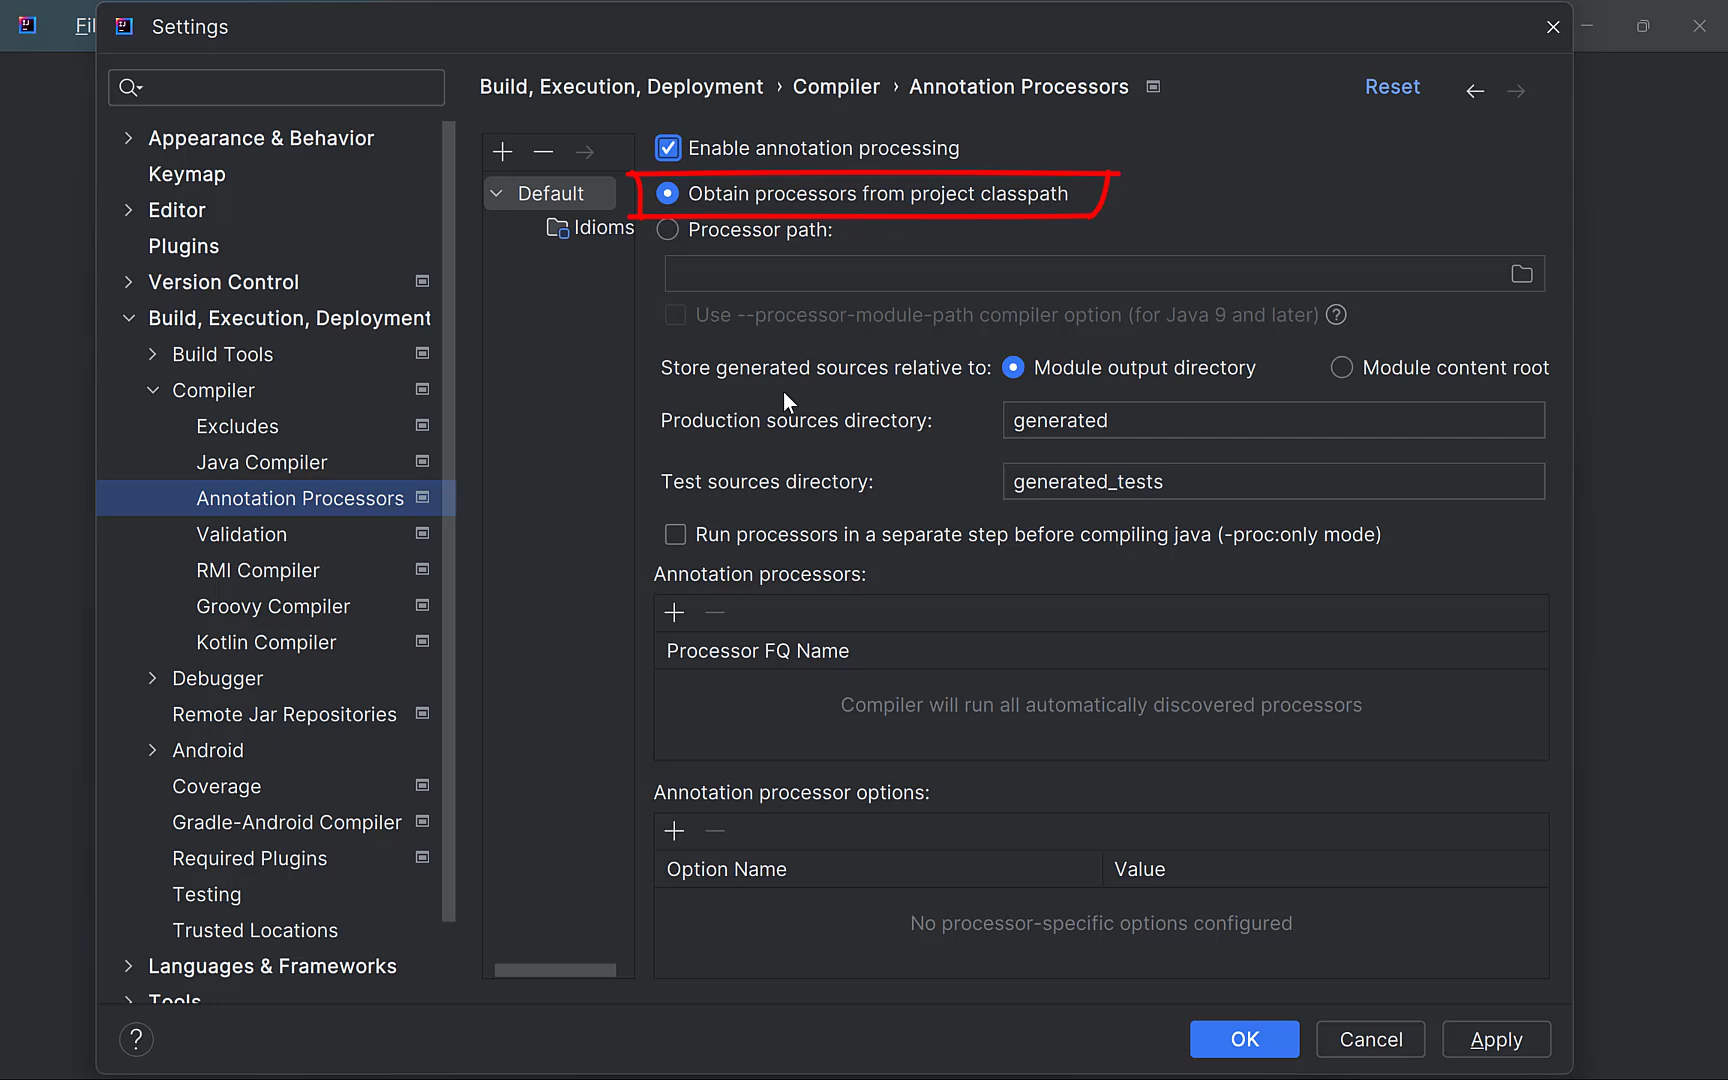 Fil
Settings
Build, Execution, Deployment › Compiler › Annotation Processors
Reset
Appearance & Behavior
Keymap
Editor
Plugins
Version Control
Build, Execution, Deployment
Build Tools
Compiler
Excludes
Java Compiler
Annotation Processors
Validation
RMI Compiler
Groovy Compiler
Kotlin Compiler
Debugger
Remote Jar Repositories
Android
Coverage
Gradle-Android Compiler
Required Plugins
Testing
Trusted Locations
Languages & Frameworks
Tools
Default
Idioms
Enable annotation processing
Obtain processors from project classpath
Processor path:
Use --processor-module-path compiler option (for Java 9 and later) ?
Store generated sources relative to: Module output directory Module content root
Production sources directory: generated
Test sources directory: generated_tests
Run processors in a separate step before compiling java (-proc:only mode)
Annotation processors:
Processor FQ Name
Compiler will run all automatically discovered processors
Annotation processor options:
Option Name Value
No processor-specific options configured
? OK Cancel Apply